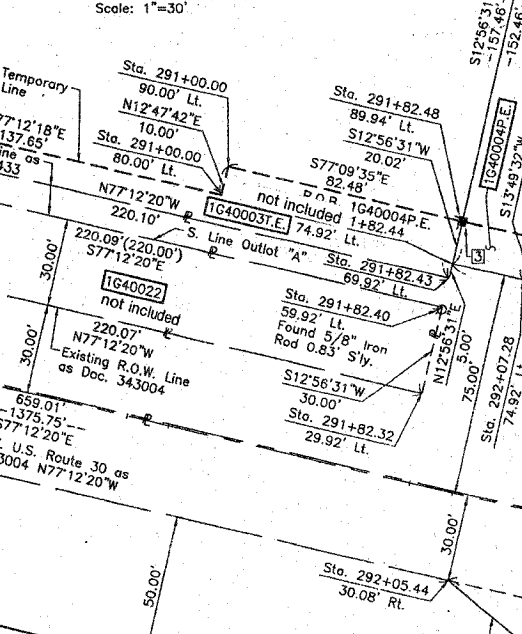 Scale: 1"=30'
S12°56'31
-157.46'
-152.46'
Temporary
Line
77°12'18"E
137.65'
ine as
433
Sta. 291+00.00
90.00' Lt.
N12°47'42"E
10.00'
Sta. 291+00.00
80.00' Lt.
Sta. 291+82.48
89.94' Lt.
S12°56'31"W
20.02'
1G40004P.E.
S13°49'32"W
S77°09'35"E
82.48'
P.O.B. 1G40004P.E.
not included
1G40003T.E.
74.92' Lt.
1+82.44
3
N77°12'20"W
220.10'
220.09'(220.00')
S77°12'20"E
S. Line Outlot "A"
Sta. 291+82.43
69.92' Lt.
30.00'
1G40022
not included
Sta. 291+82.40
59.92' Lt.
Found 5/8" Iron
Rod 0.83' S'ly.
N12°56'31"E
5.00'
220.07'
N77°12'20"W
Existing R.O.W. Line
as Doc. 343004
30.00'
S12°56'31"W
30.00'
Sta. 291+82.32
29.92' Lt.
75.00'
Sta. 292+07.28
74.92' Lt
659.01'
-1375.75'-
S77°12'20"E
U.S. Route 30 as
3004 N77°12'20"W
30.00'
Sta. 292+05.44
30.08' Rt.
50.00'